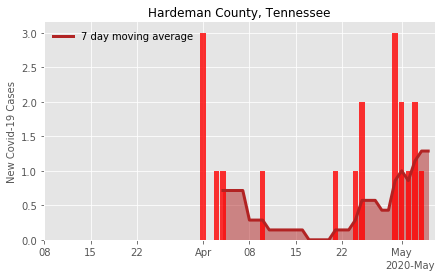 Hardeman County, Tennessee
7 day moving average
New Covid-19 Cases
3.0
2.5
2.0
1.5
1.0
0.5
0.0
08 15 22 Apr 08 15 22 May
2020-May